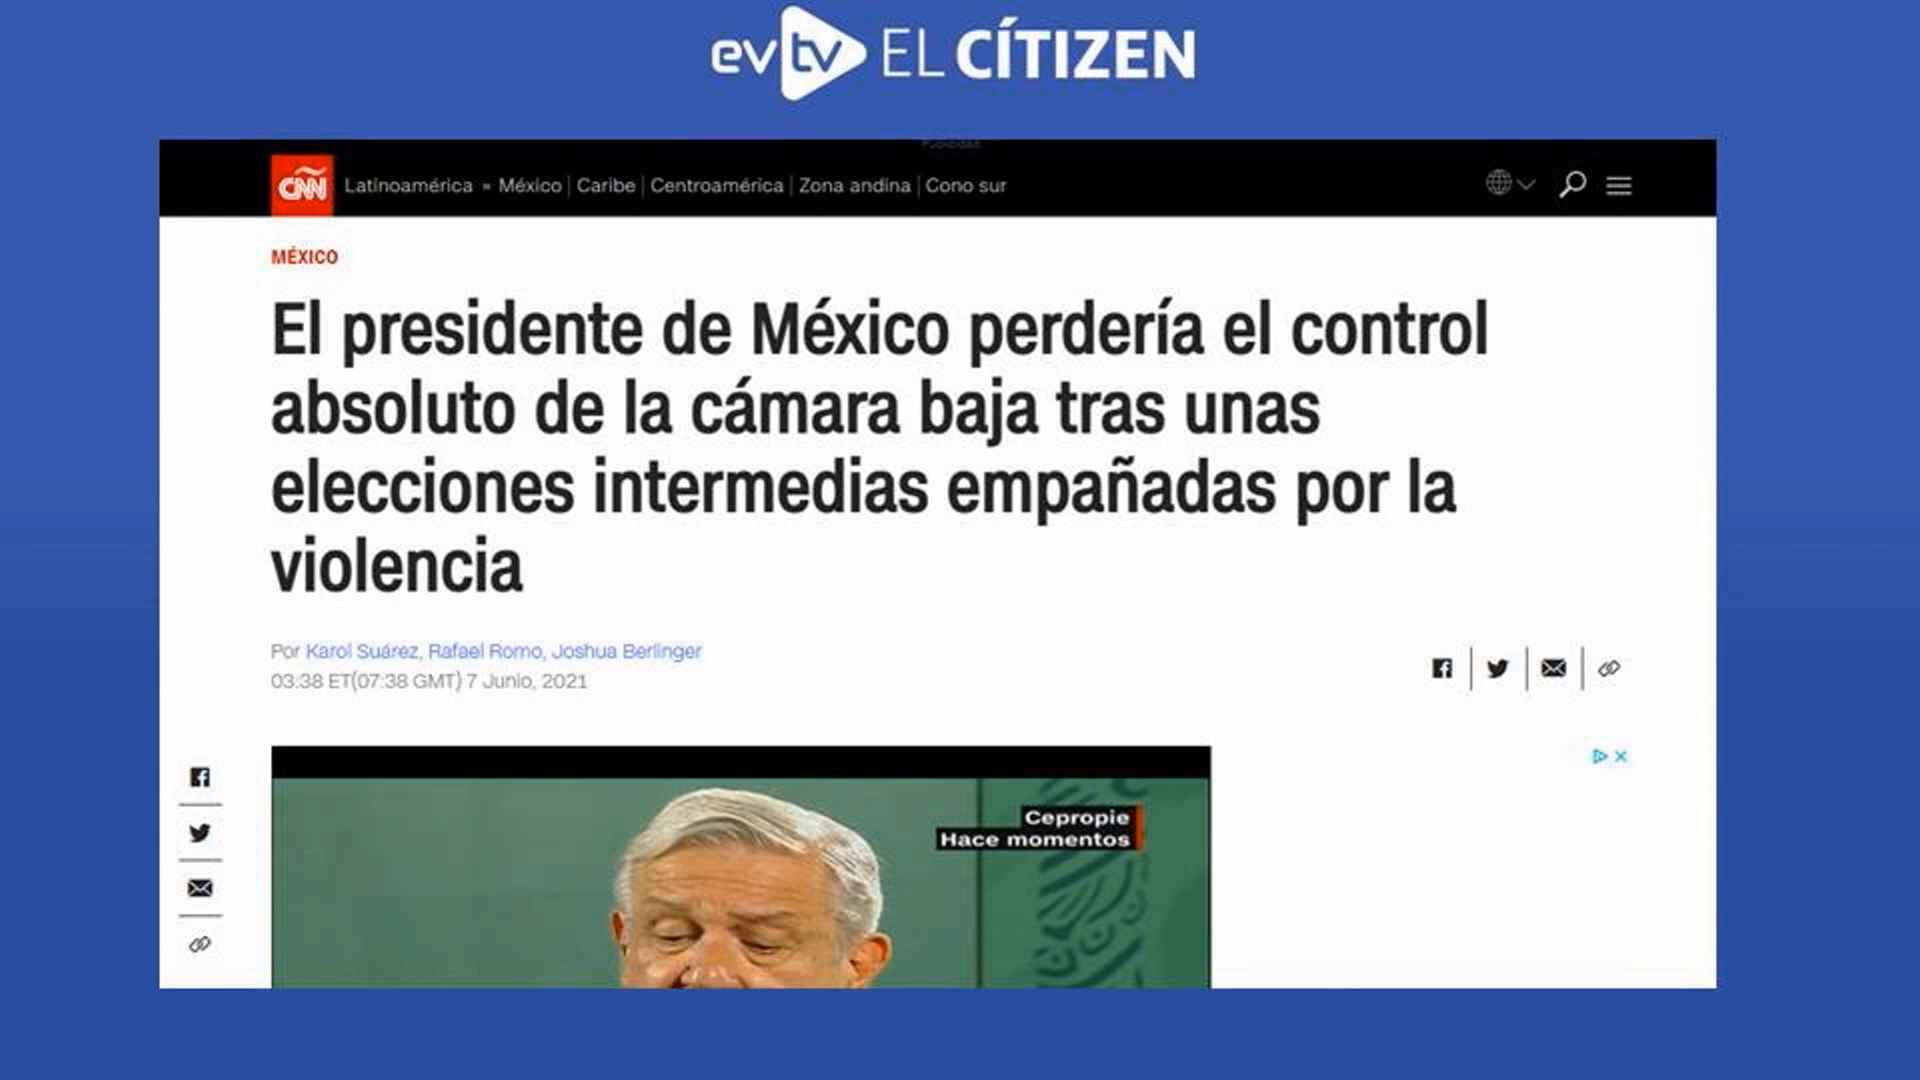 evtv EL CÍTIZEN
Publicidad
CNN Latinoamérica » México | Caribe | Centroamérica | Zona andina | Cono sur
MÉXICO
El presidente de México perdería el control
absoluto de la cámara baja tras unas
elecciones intermedias empañadas por la
violencia
Por Karol Suárez, Rafael Romo, Joshua Berlinger
03:38 ET(07:38 GMT) 7 Junio, 2021
Cepropie
Hace momentos